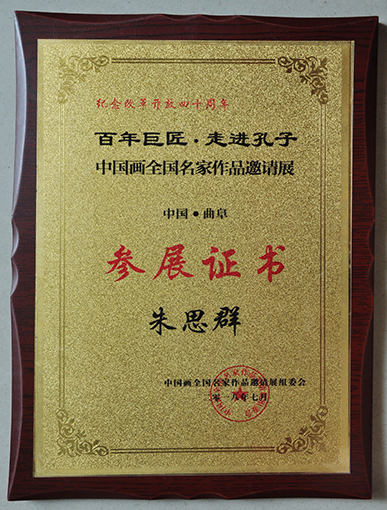 纪念改革开放四十周年
百年巨匠·走进孔子
中国画全国名家作品邀请展
中国·曲阜
参展证书
朱思群
中国画全国名家作品邀请展组委会
零一八年七月